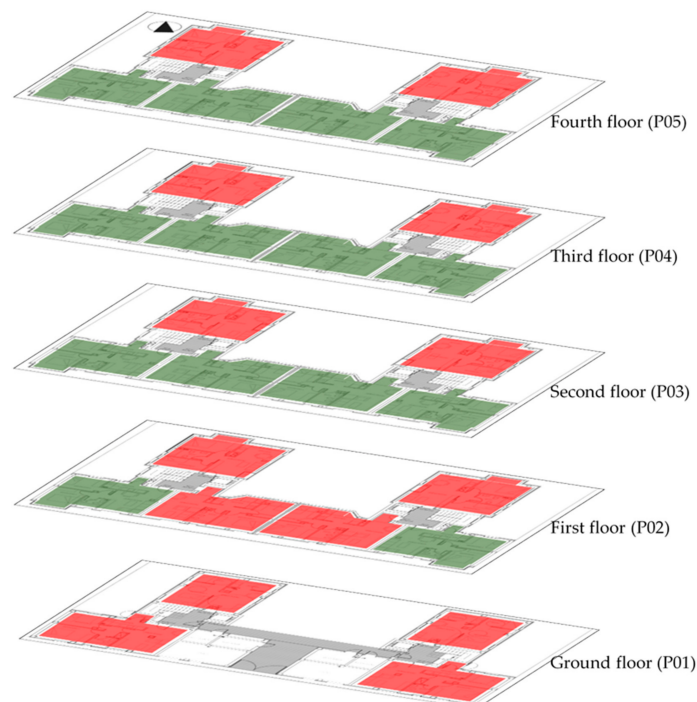 Fourth floor (P05)
Third floor (P04)
Second floor (P03)
First floor (P02)
Ground floor (P01)